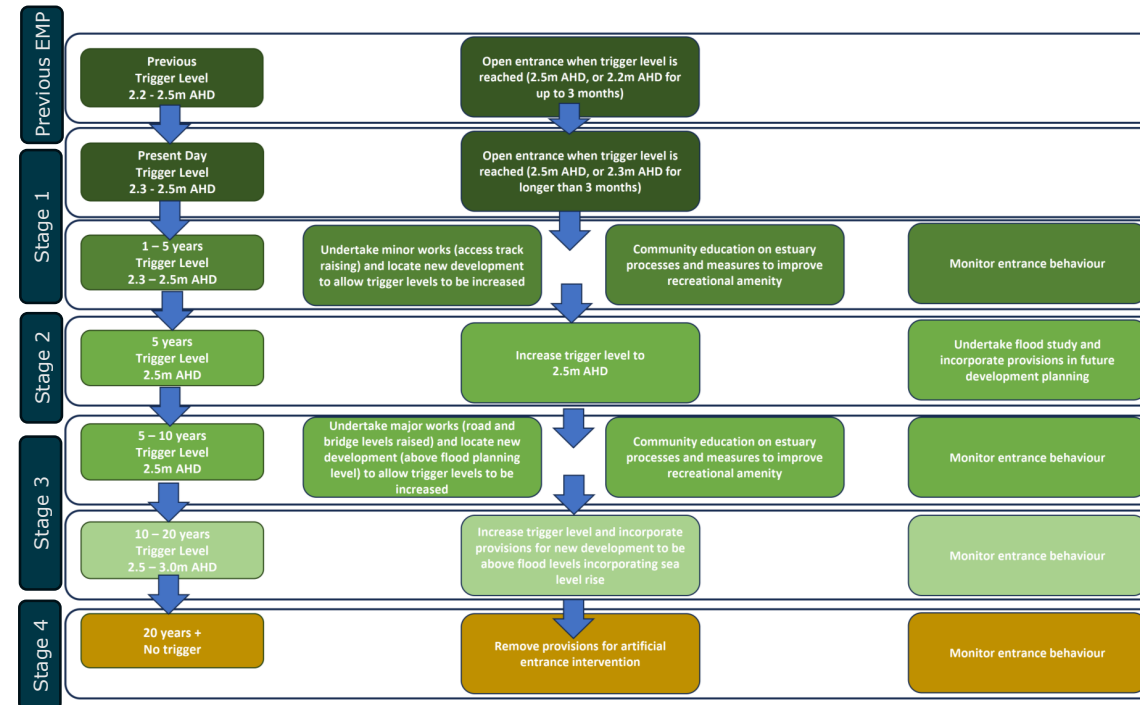 Previous EMP
Previous
Trigger Level
2.2 - 2.5m AHD
Open entrance when trigger level is
reached (2.5m AHD, or 2.2m AHD for
up to 3 months)
Stage 1
Present Day
Trigger Level
2.3 - 2.5m AHD
Open entrance when trigger level is
reached (2.5m AHD, or 2.3m AHD for
longer than 3 months)
1 – 5 years
Trigger Level
2.3 – 2.5m AHD
Undertake minor works (access track
raising) and locate new development
to allow trigger levels to be increased
Community education on estuary
processes and measures to improve
recreational amenity
Monitor entrance behaviour
Stage 2
5 years
Trigger Level
2.5m AHD
Increase trigger level to
2.5m AHD
Undertake flood study and
incorporate provisions in future
development planning
Stage 3
5 – 10 years
Trigger Level
2.5m AHD
Undertake major works (road and
bridge levels raised) and locate new
development (above flood planning
level) to allow trigger levels to be
increased
Community education on estuary
processes and measures to improve
recreational amenity
Monitor entrance behaviour
10 – 20 years
Trigger Level
2.5 – 3.0m AHD
Increase trigger level and incorporate
provisions for new development to be
above flood levels incorporating sea
level rise
Monitor entrance behaviour
Stage 4
20 years +
No trigger
Remove provisions for artificial
entrance intervention
Monitor entrance behaviour